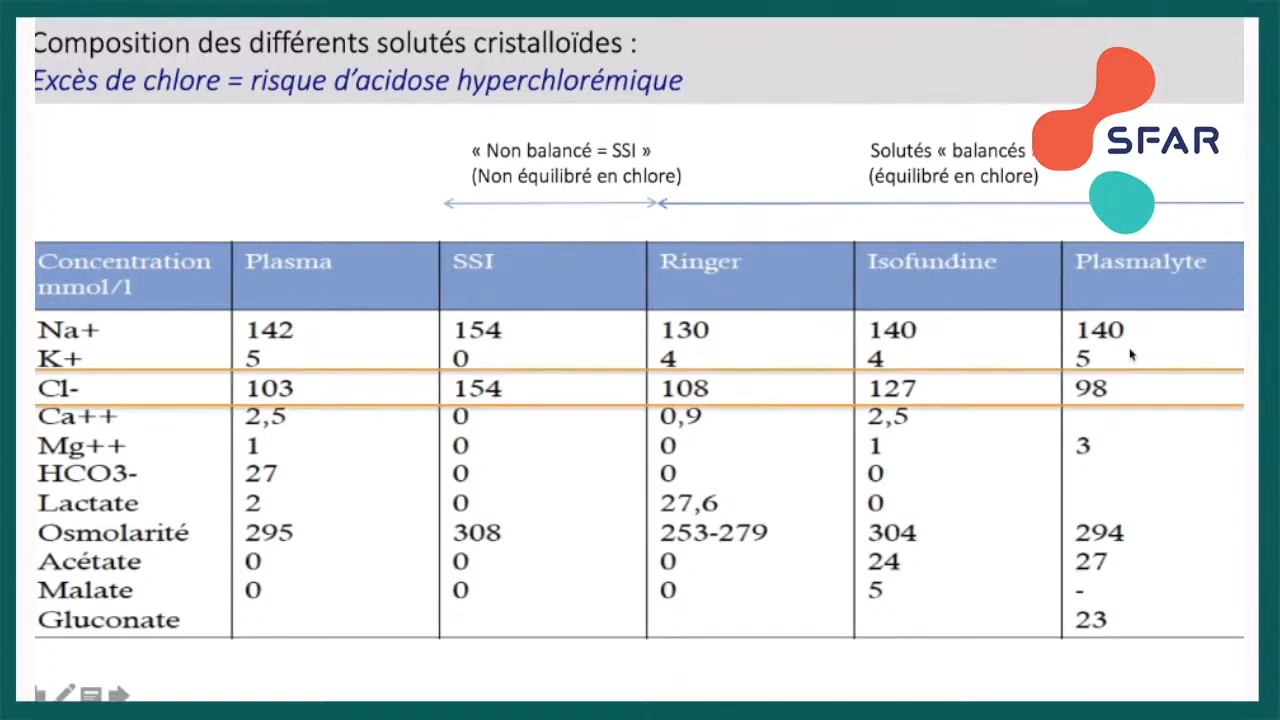 Composition des différents solutés cristalloïdes :
Excès de chlore = risque d'acidose hyperchlorémique
SFAR
« Non balancé = SSI »
(Non équilibré en chlore)
Solutés « balancés »
(équilibré en chlore)
Concentration mmol/l Plasma SSI Ringer Isofundine Plasmalyte
Na+ 142 154 130 140 140
K+ 5 0 4 4 5
Cl- 103 154 108 127 98
Ca++ 2,5 0 0,9 2,5
Mg++ 1 0 0 1 3
HCO3- 27 0 0 0
Lactate 2 0 27,6 0
Osmolarité 295 308 253-279 304 294
Acétate 0 0 0 24 27
Malate 0 0 0 5 -
Gluconate 23